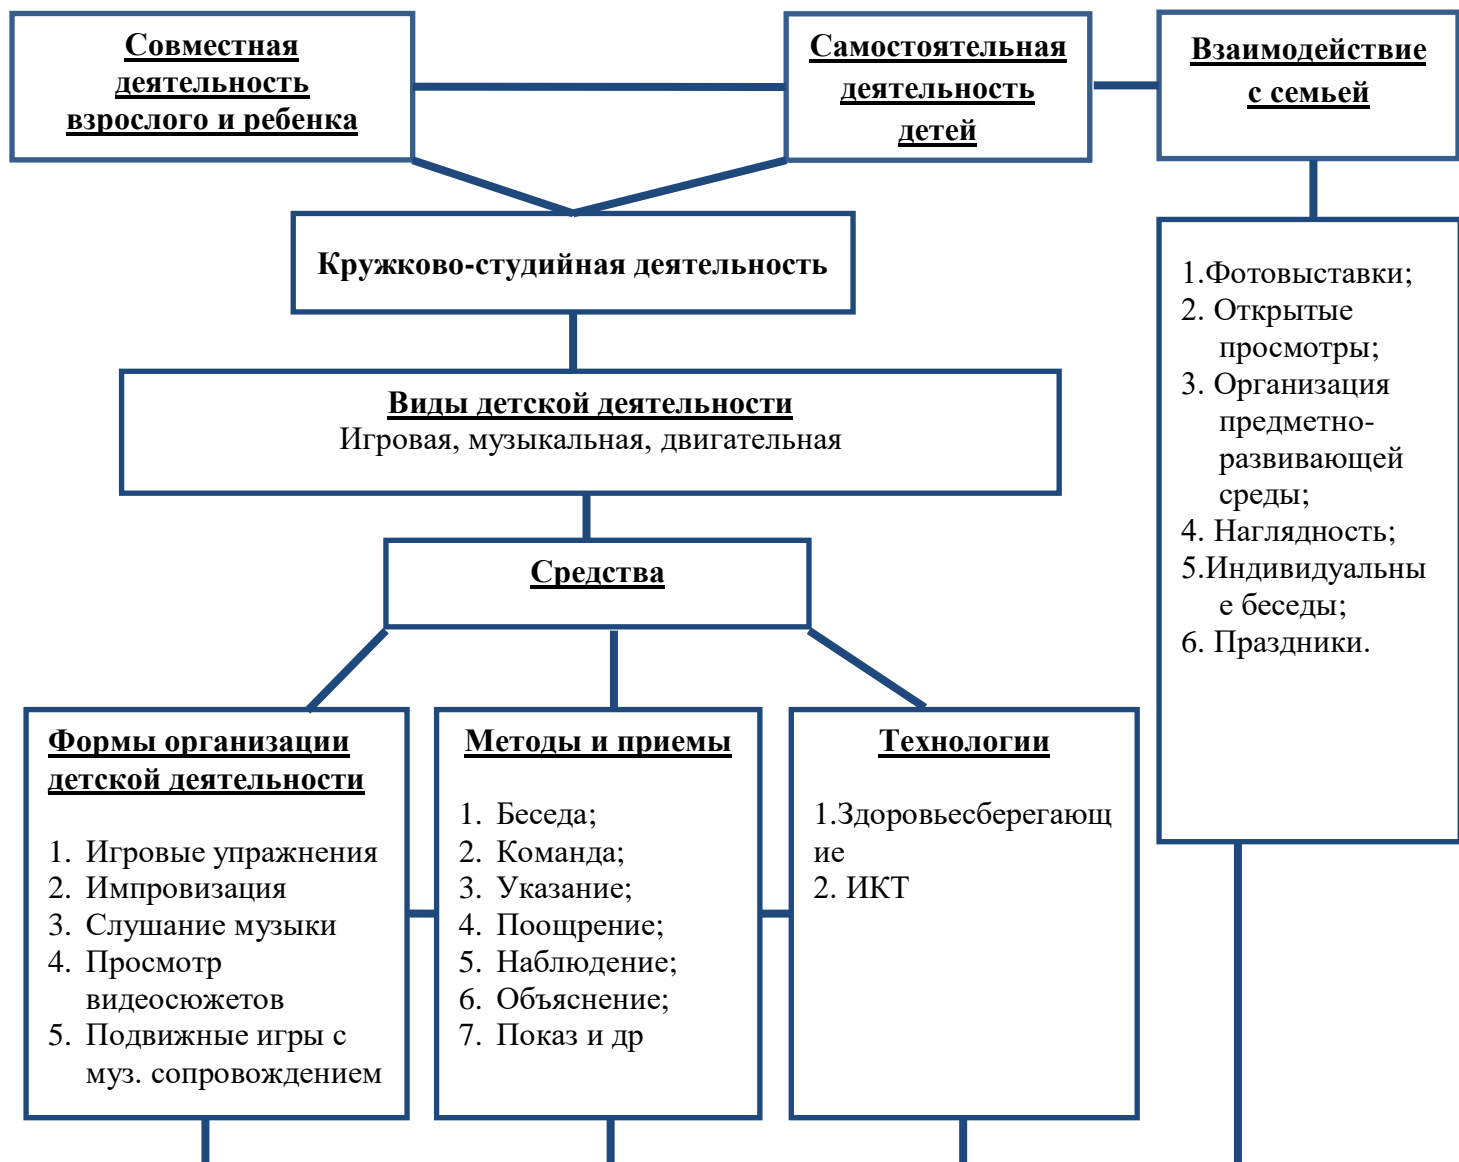 Совместная
деятельность
взрослого и ребенка
Самостоятельная
деятельность
детей
Взаимодействие
с семьей
Кружково-студийная деятельность
Виды детской деятельности
Игровая, музыкальная, двигательная
Средства
1.Фотовыставки;
2. Открытые
просмотры;
3. Организация
предметно-
развивающей
среды;
4. Наглядность;
5.Индивидуальны
е беседы;
6. Праздники.
Формы организации
детской деятельности
1. Игровые упражнения
2. Импровизация
3. Слушание музыки
4. Просмотр
видеосюжетов
5. Подвижные игры с
муз. сопровождением
Методы и приемы
1. Беседа;
2. Команда;
3. Указание;
4. Поощрение;
5. Наблюдение;
6. Объяснение;
7. Показ и др
Технологии
1.Здоровьесберегающ
ие
2. ИКТ